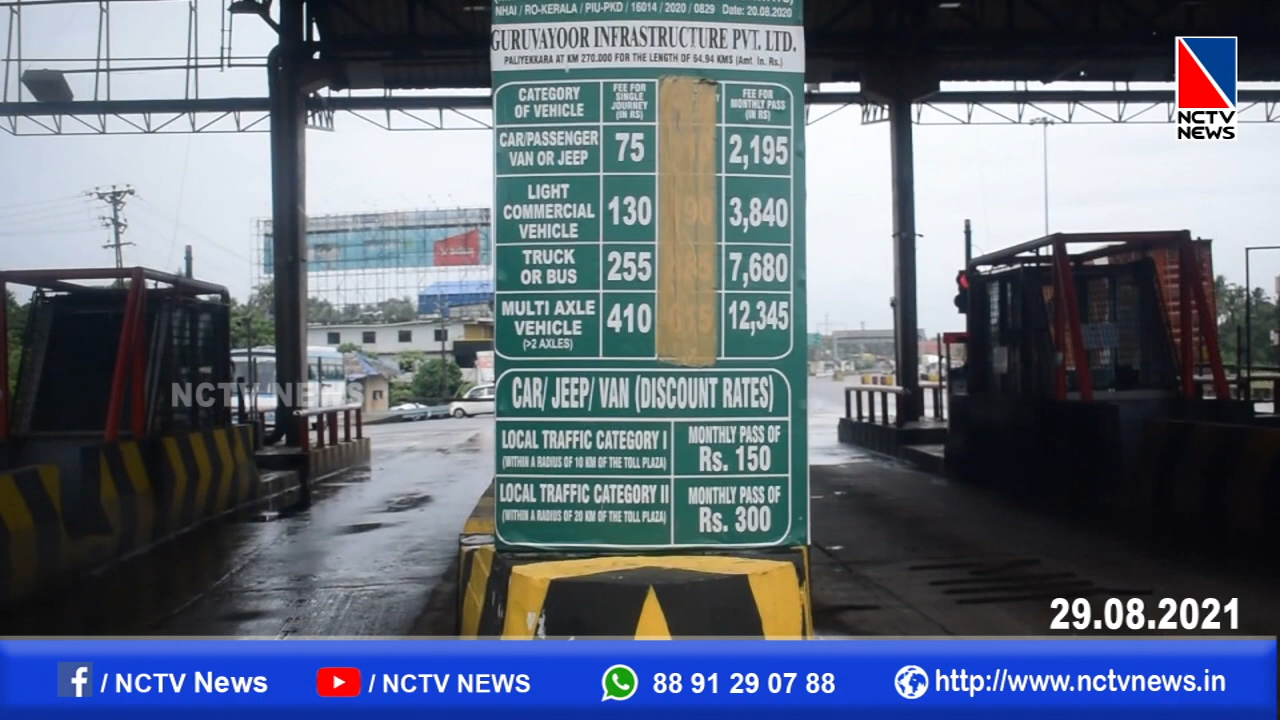 NHAI / RO-KERALA / PIU-PKD / 16014 / 2020 / 0829 Date: 20.08.2020
GURUVAYOOR INFRASTRUCTURE PVT. LTD.
PALIYEKKARA AT KM 270.000 FOR THE LENGTH OF 64.94 KMS (Amt. In. Rs.)
CATEGORY OF VEHICLE
FEE FOR SINGLE JOURNEY (IN RS)
FEE FOR MONTHLY PASS (IN RS)
CAR/PASSENGER VAN OR JEEP 75 2,195
LIGHT COMMERCIAL VEHICLE 130 3,840
TRUCK OR BUS 255 7,680
MULTI AXLE VEHICLE (>2 AXLES) 410 12,345
CAR/ JEEP/ VAN (DISCOUNT RATES)
LOCAL TRAFFIC CATEGORY I
(WITHIN A RADIUS OF 10 KM OF THE TOLL PLAZA)
MONTHLY PASS OF
Rs. 150
LOCAL TRAFFIC CATEGORY II
(WITHIN A RADIUS OF 20 KM OF THE TOLL PLAZA)
MONTHLY PASS OF
Rs. 300
NCTV
NEWS
NCTV NEWS
29.08.2021
/ NCTV News
/ NCTV NEWS
88 91 29 07 88
http://www.nctvnews.in